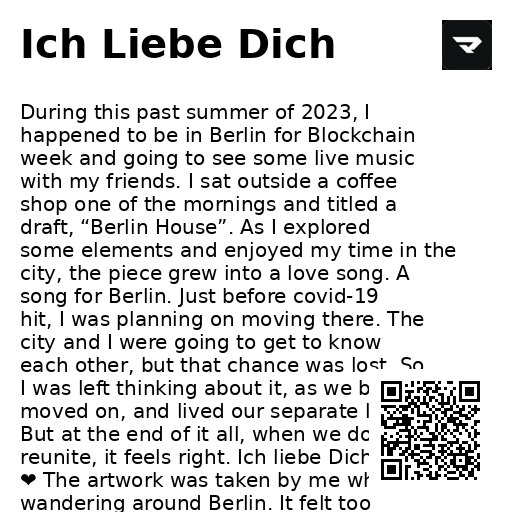 Ich Liebe Dich
During this past summer of 2023, I
happened to be in Berlin for Blockchain
week and going to see some live music
with my friends. I sat outside a coffee
shop one of the mornings and titled a
draft, “Berlin House”. As I explored
some elements and enjoyed my time in the
city, the piece grew into a love song. A
song for Berlin. Just before covid-19
hit, I was planning on moving there. The
city and I were going to get to know
each other, but that chance was lost. So
I was left thinking about it, as we b
moved on, and lived our separate l
But at the end of it all, when we do
reunite, it feels right. Ich liebe Dich
❤ The artwork was taken by me wh
wandering around Berlin. It felt too